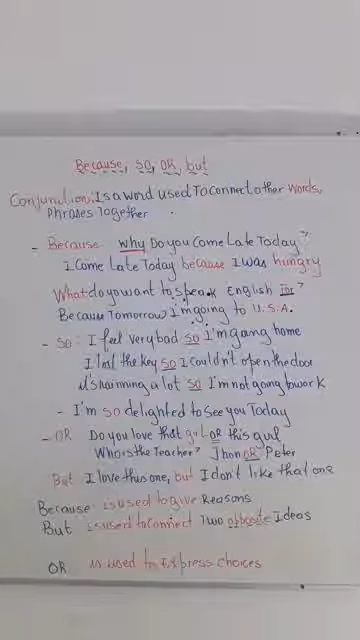 Because, SO, OR, but
Conjunction: Is a word used To connect other words,
Phrases Together
- Because Why Do you Come Late Today?
I Come Late Today because I was hungry
What do you want to speak English For?
Because Tomorrow I'm going to U.S.A.
- SO: I feel very bad so I'm going home
I lost the key SO I couldn't open the door
it's rainning a lot SO I'm not going to work
- I'm so delighted to See you Today
- OR Do you love that gurl OR this gurl
Who is the Teacher? Jhon OR Peter
But I love this one, but I don't like that one
Because is used to give Reasons
But is used to connect Two opposite Ideas
OR is used to Express Choices